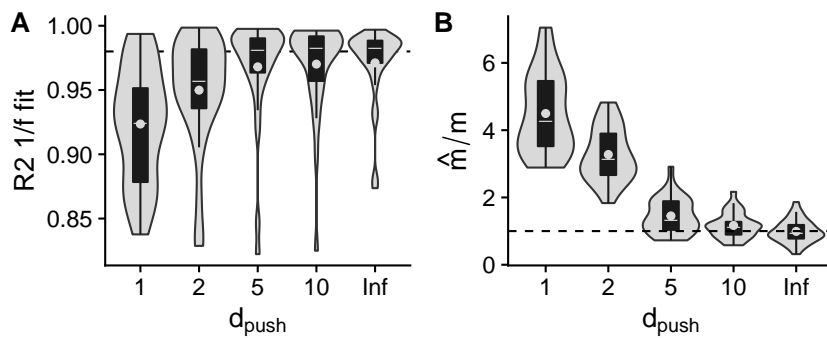 A
R2 1/f fit
1.00
0.95
0.90
0.85
1 2 5 10 Inf
d_push
B
m̂/m
6
4
2
0
1 2 5 10 Inf
d_push